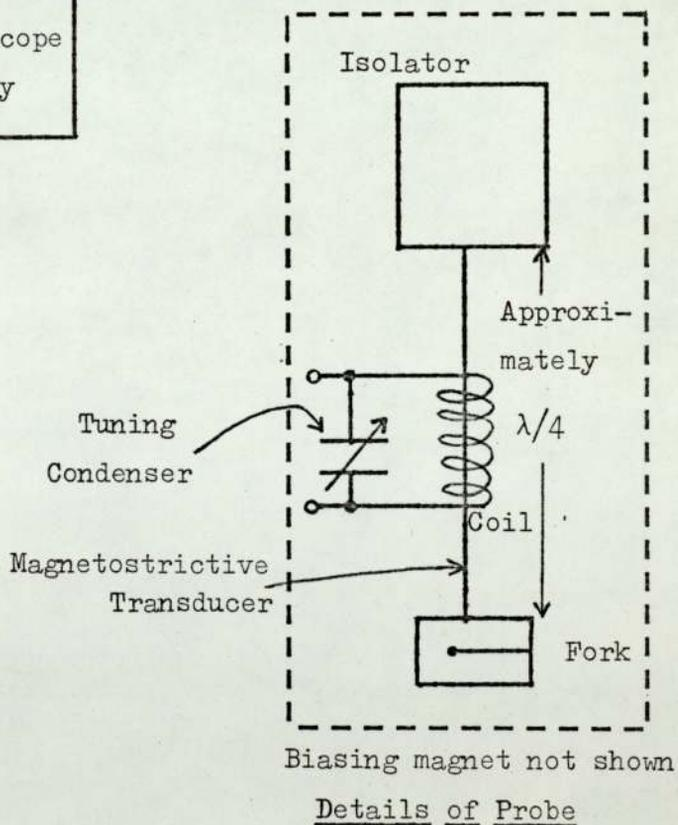 cope
y
Isolator
Approxi-
mately
λ/4
Tuning
Condenser
Coil
Magnetostrictive
Transducer
Fork
Biasing magnet not shown
Details of Probe